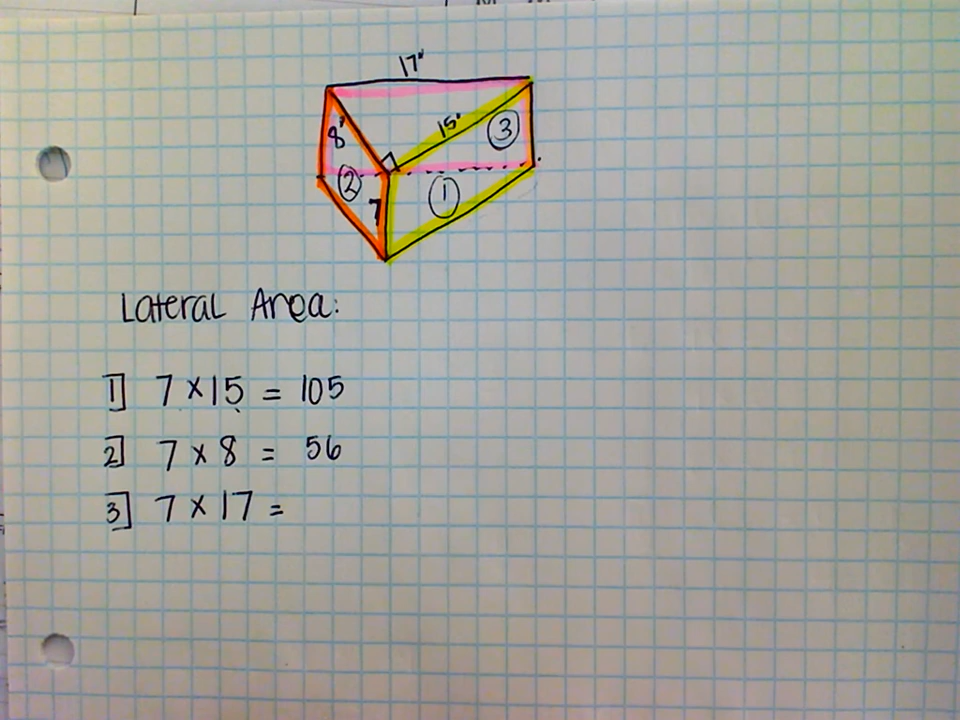 17'
8'
15'
③
②
①
7
Lateral Area:
1] 7 × 15 = 105
2] 7 × 8 = 56
3] 7 × 17 =